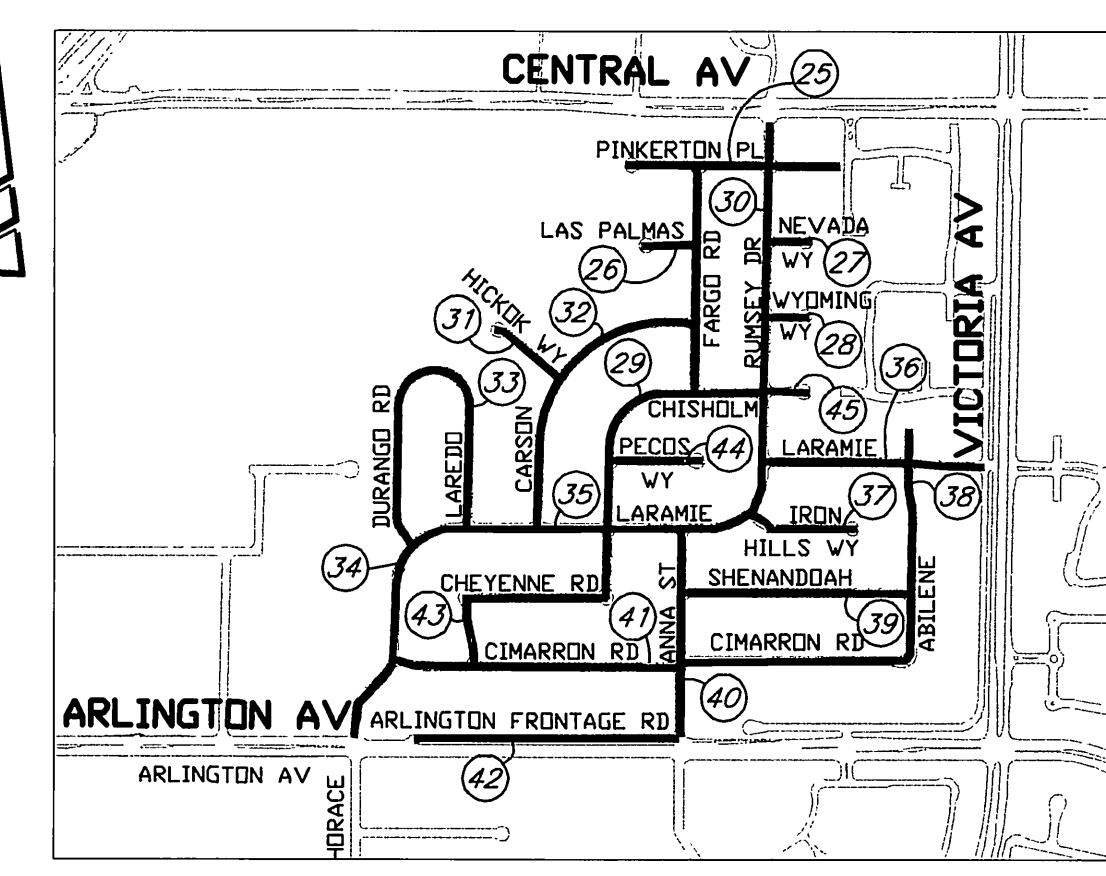 CENTRAL AV
25
PINKERTON PL
30
LAS PALMAS
NEVADA
WY
27
26
FARGO RD
RUMSEY DR
VICTORIA AV
HICKOK WY
31
32
WYOMING
WY
28
29
33
36
DURANGO RD
LAREDO
CARSON
CHISHOLM
45
PECOS
WY
44
LARAMIE
35
LARAMIE
37
38
IRON
HILLS WY
34
CHEYENNE RD
ANNA ST
SHENANDOAH
ABILENE
43
41
39
CIMARRON RD
CIMARRON RD
40
ARLINGTON AV
ARLINGTON FRONTAGE RD
42
ARLINGTON AV
HORACE